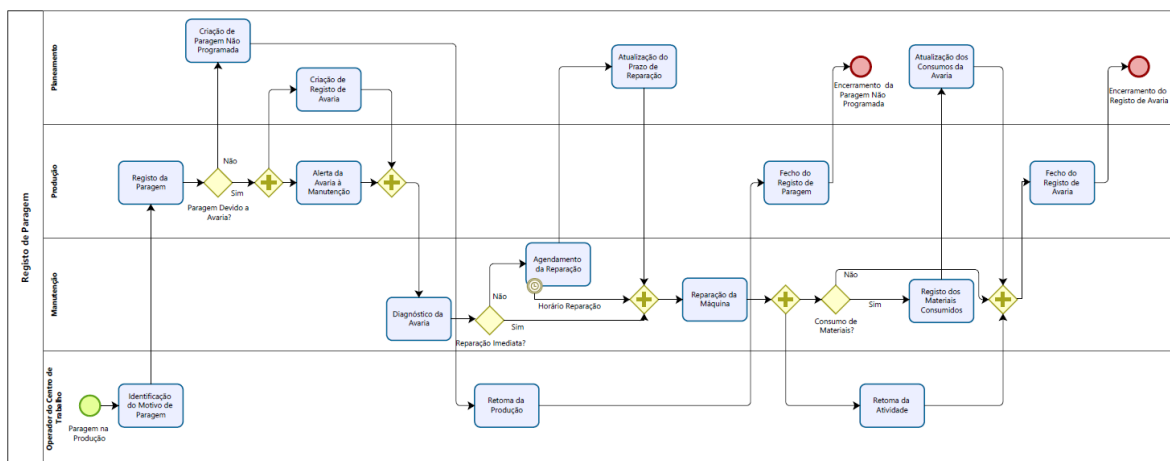 Registo de Paragem
Planeamento
Criação de
Paragem Não
Programada
Criação de
Registo de
Avaria
Atualização do
Prazo de
Reparação
Encerramento da
Paragem Não
Programada
Atualização dos
Consumos da
Avaria
Encerramento do
Registo de Avaria
Produção
Registo da
Paragem
Não
Sim
Paragem Devido a
Avaria?
Alerta da
Avaria à
Manutenção
Fecho do
Registo de
Paragem
Fecho do
Registo de
Avaria
Manutenção
Diagnóstico da
Avaria
Não
Sim
Reparação Imediata?
Agendamento
da Reparação
Horário Reparação
Reparação da
Máquina
Não
Sim
Consumo de
Materiais?
Registo dos
Materiais
Consumidos
Operador do Centro de
Trabalho
Paragem na
Produção
Identificação
do Motivo de
Paragem
Retoma da
Produção
Retoma da
Atividade